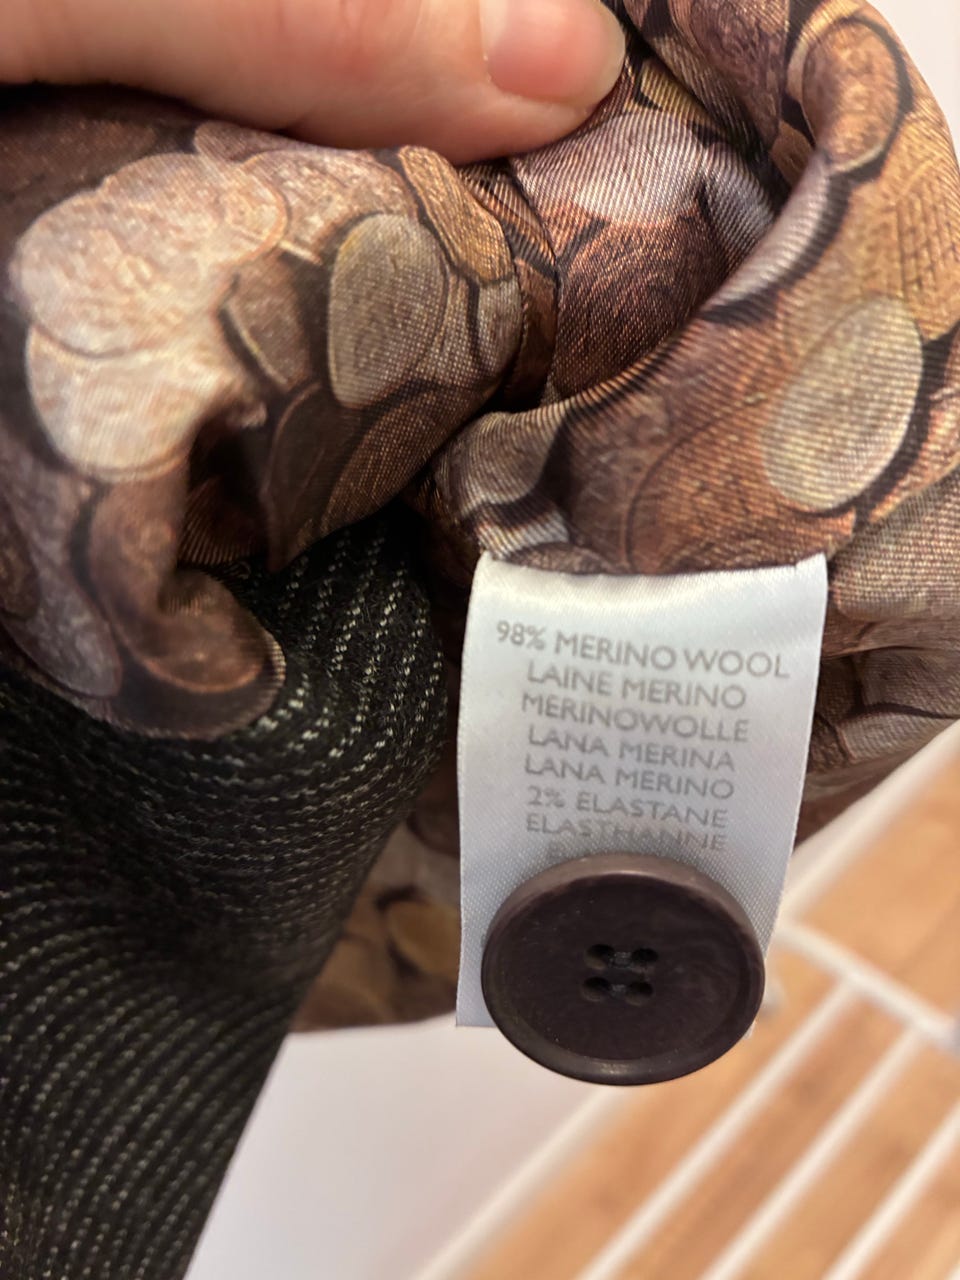 98% MERINO WOOL
LAINE MERINO
MERINOWOLLE
LANA MERINA
LANA MERINO
2% ELASTANE
ELASTHANNE